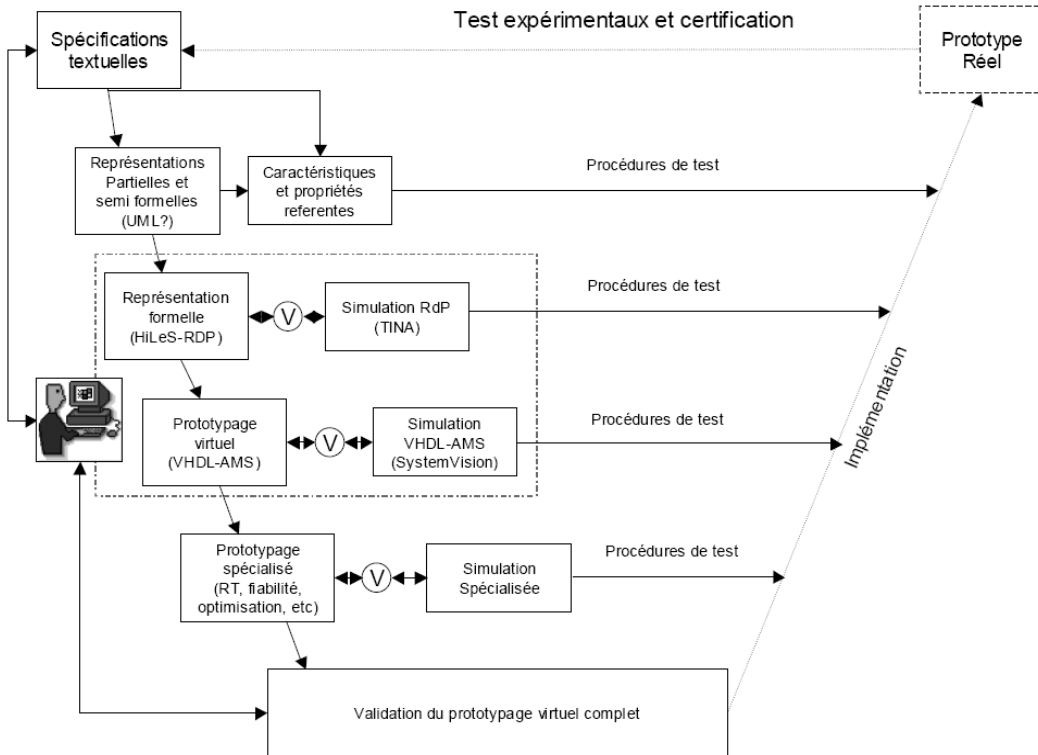 Test expérimentaux et certification
Spécifications
textuelles
Prototype
Réel
Représentations
Partielles et
semi formelles
(UML?)
Caractéristiques
et propriétés
referentes
Procédures de test
Représentation
formelle
(HiLeS-RDP)
V
Simulation RdP
(TINA)
Procédures de test
Prototypage
virtuel
(VHDL-AMS)
V
Simulation
VHDL-AMS
(SystemVision)
Procédures de test
Implémentation
Prototypage
spécialisé
(RT, fiabilité,
optimisation, etc)
V
Simulation
Spécialisée
Procédures de test
Validation du prototypage virtuel complet